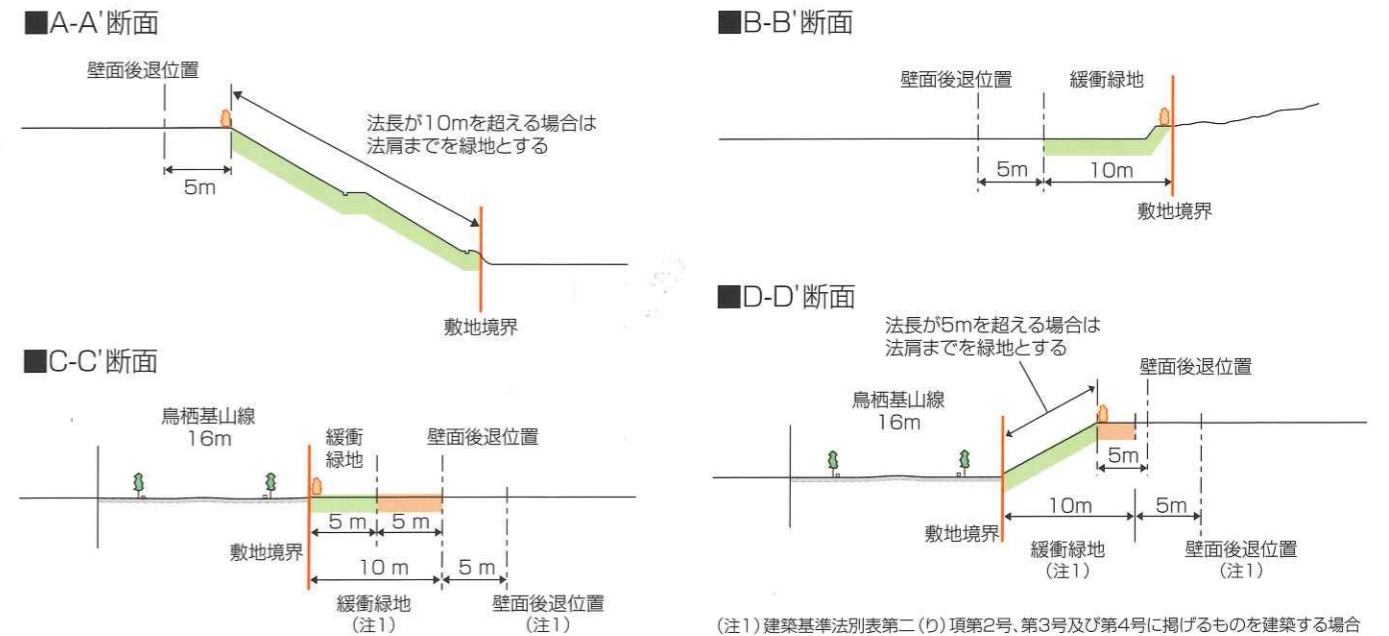 ■A-A'断面
壁面後退位置
法長が10mを超える場合は
法肩までを緑地とする
5m
敷地境界
■B-B'断面
壁面後退位置
緩衝緑地
5m
10m
敷地境界
■C-C'断面
鳥栖基山線
16m
緩衝
緑地
壁面後退位置
5 m
5 m
敷地境界
10 m
5 m
緩衝緑地
(注1)
壁面後退位置
(注1)
■D-D'断面
法長が5mを超える場合は
法肩までを緑地とする
壁面後退位置
鳥栖基山線
16m
5m
10m
5m
敷地境界
緩衝緑地
(注1)
壁面後退位置
(注1)
(注1)建築基準法別表第二(り)項第2号、第3号及び第4号に掲げるものを建築する場合